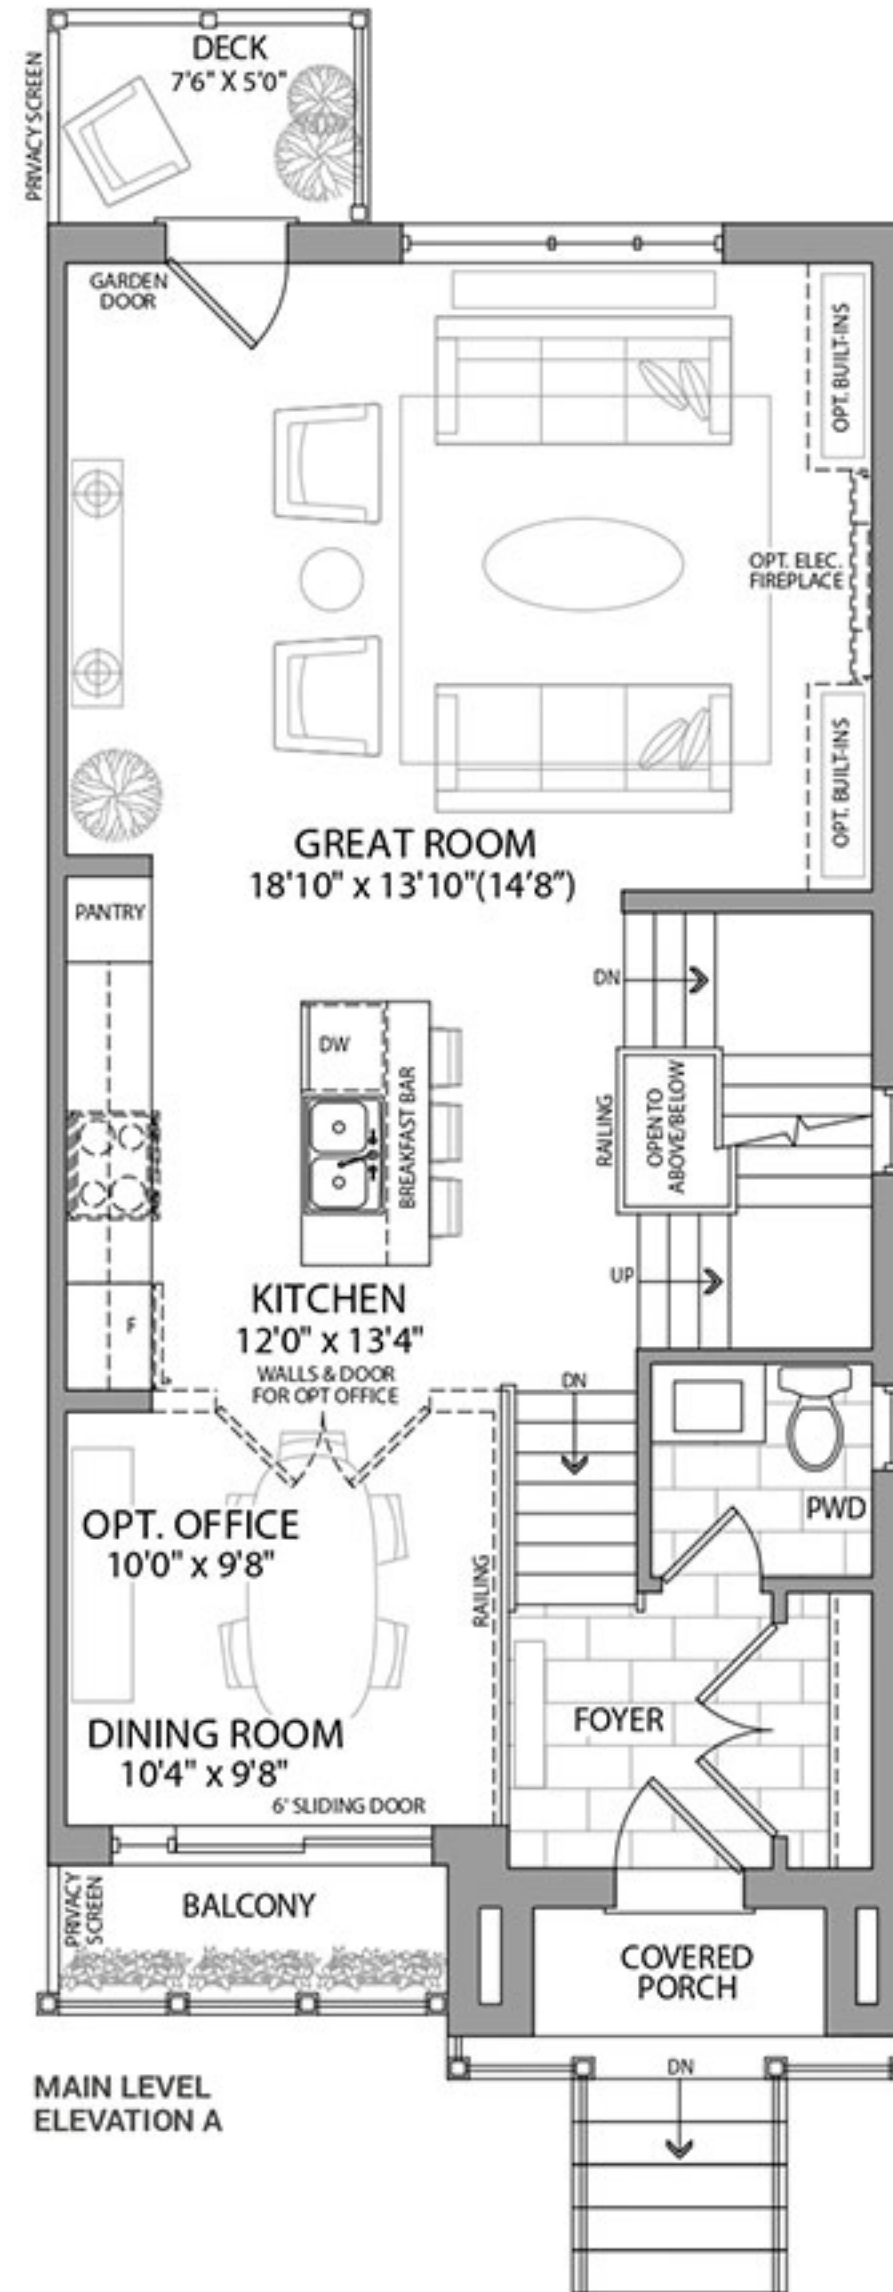 DECK
7'6" X 5'0"
PRIVACY SCREEN
GARDEN
DOOR
OPT. BUILT-INS
OPT. ELEC.
FIREPLACE
OPT. BUILT-INS
GREAT ROOM
18'10" x 13'10"(14'8")
PANTRY
DN
DW
BREAKFAST BAR
RAILING
OPEN TO
ABOVE/BELOW
UP
F
KITCHEN
12'0" x 13'4"
WALLS & DOOR
FOR OPT OFFICE
DN
PWD
OPT. OFFICE
10'0" x 9'8"
RAILING
FOYER
DINING ROOM
10'4" x 9'8"
6' SLIDING DOOR
PRIVACY
SCREEN
BALCONY
COVERED
PORCH
DN
MAIN LEVEL
ELEVATION A